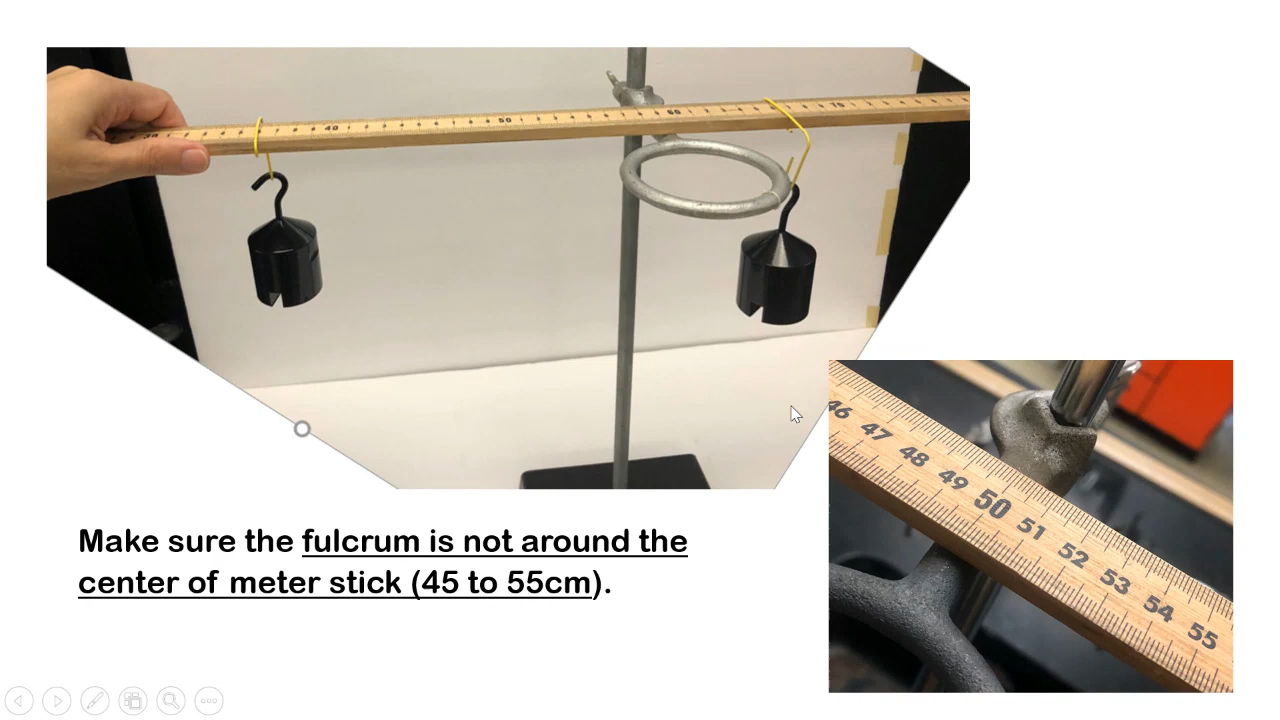 30 40 50 60 70
46 47 48 49 50 51 52 53 54 55
Make sure the fulcrum is not around the
center of meter stick (45 to 55cm).